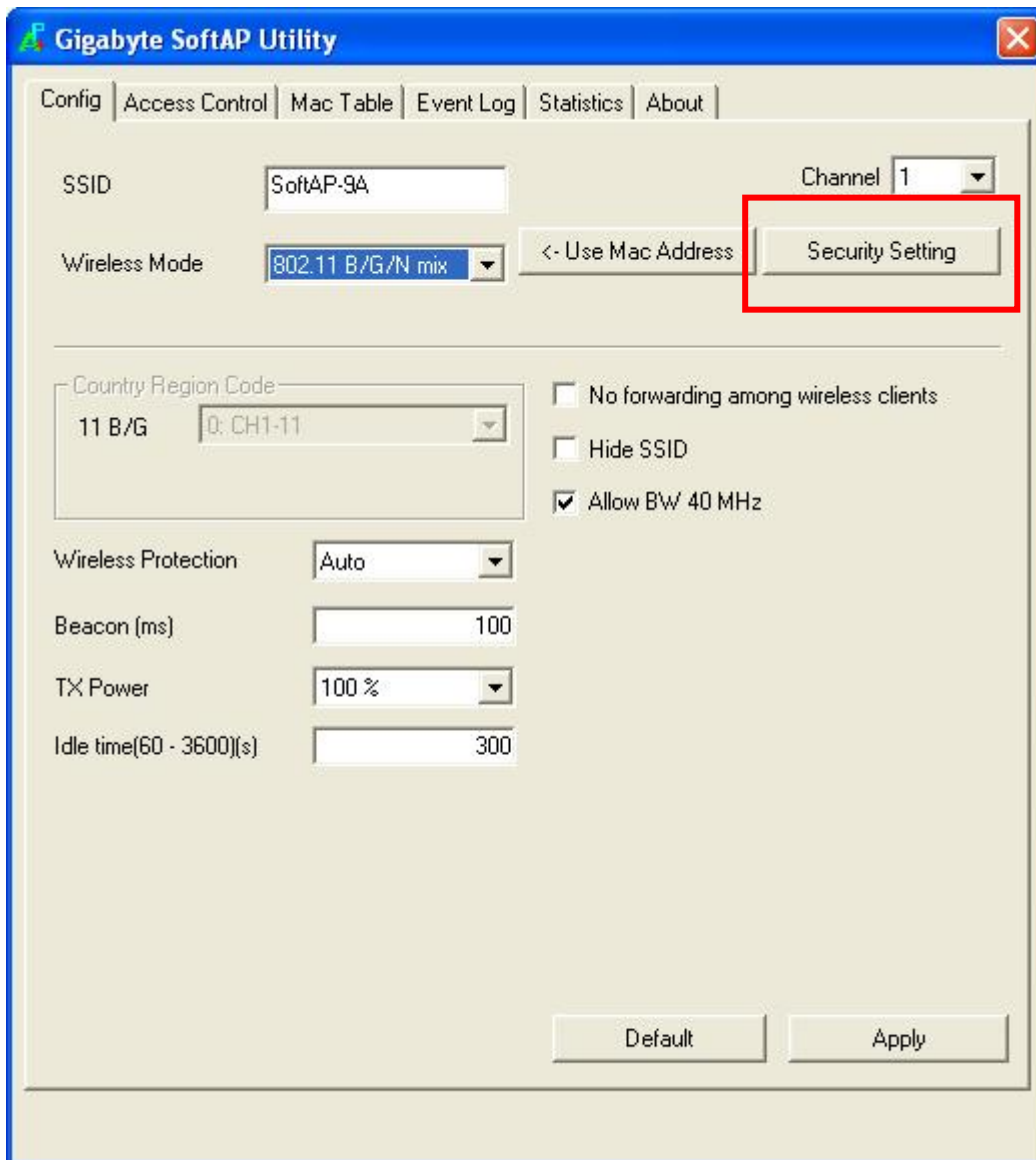 Gigabyte SoftAP Utility
Config Access Control Mac Table Event Log Statistics About
SSID SoftAP-9A Channel 1
Wireless Mode 802.11 B/G/N mix <- Use Mac Address Security Setting
Country Region Code
11 B/G 0: CH1-11
No forwarding among wireless clients
Hide SSID
Allow BW 40 MHz
Wireless Protection Auto
Beacon (ms) 100
TX Power 100 %
Idle time(60 - 3600)(s) 300
Default Apply